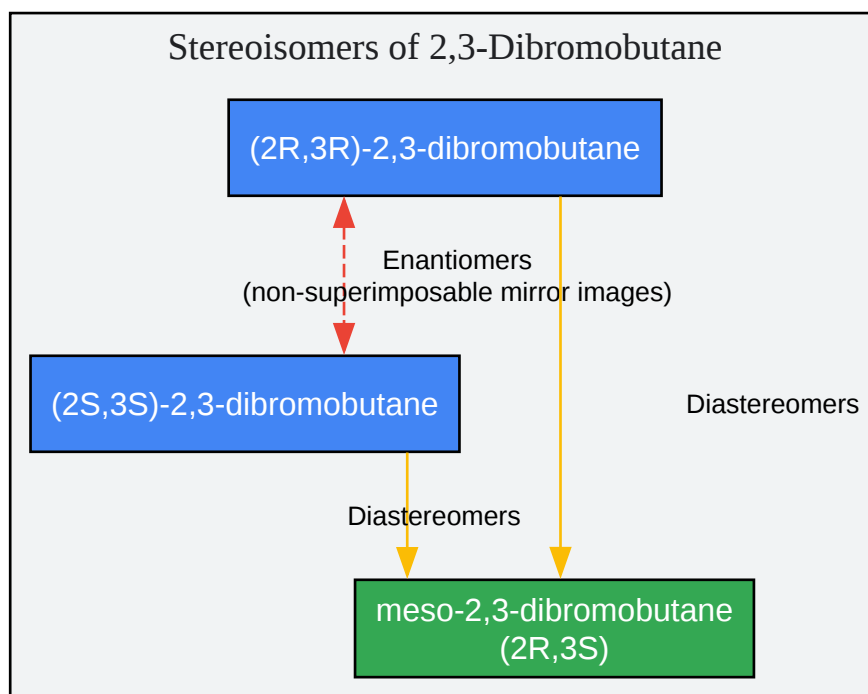 Stereoisomers of 2,3-Dibromobutane
(2R,3R)-2,3-dibromobutane
Enantiomers
(non-superimposable mirror images)
(2S,3S)-2,3-dibromobutane
Diastereomers
Diastereomers
meso-2,3-dibromobutane
(2R,3S)